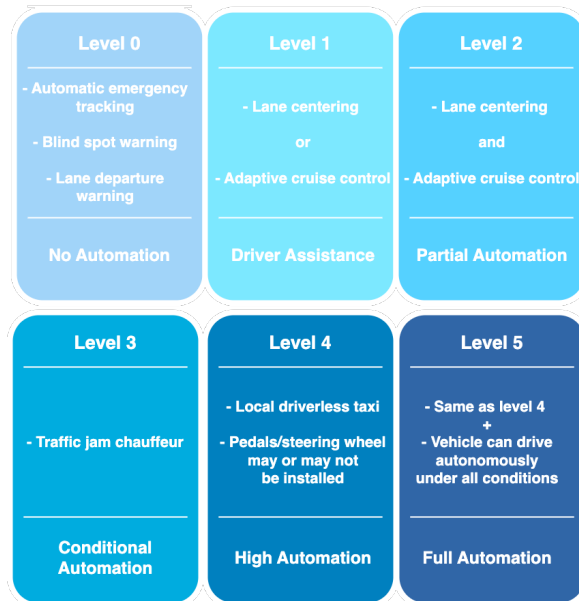 Level 0
- Automatic emergency
tracking
- Blind spot warning
- Lane departure
warning
No Automation
Level 1
- Lane centering
or
- Adaptive cruise control
Driver Assistance
Level 2
- Lane centering
and
- Adaptive cruise control
Partial Automation
Level 3
- Traffic jam chauffeur
Conditional
Automation
Level 4
- Local driverless taxi
- Pedals/steering wheel
may or may not
be installed
High Automation
Level 5
- Same as level 4
+
- Vehicle can drive
autonomously
under all conditions
Full Automation